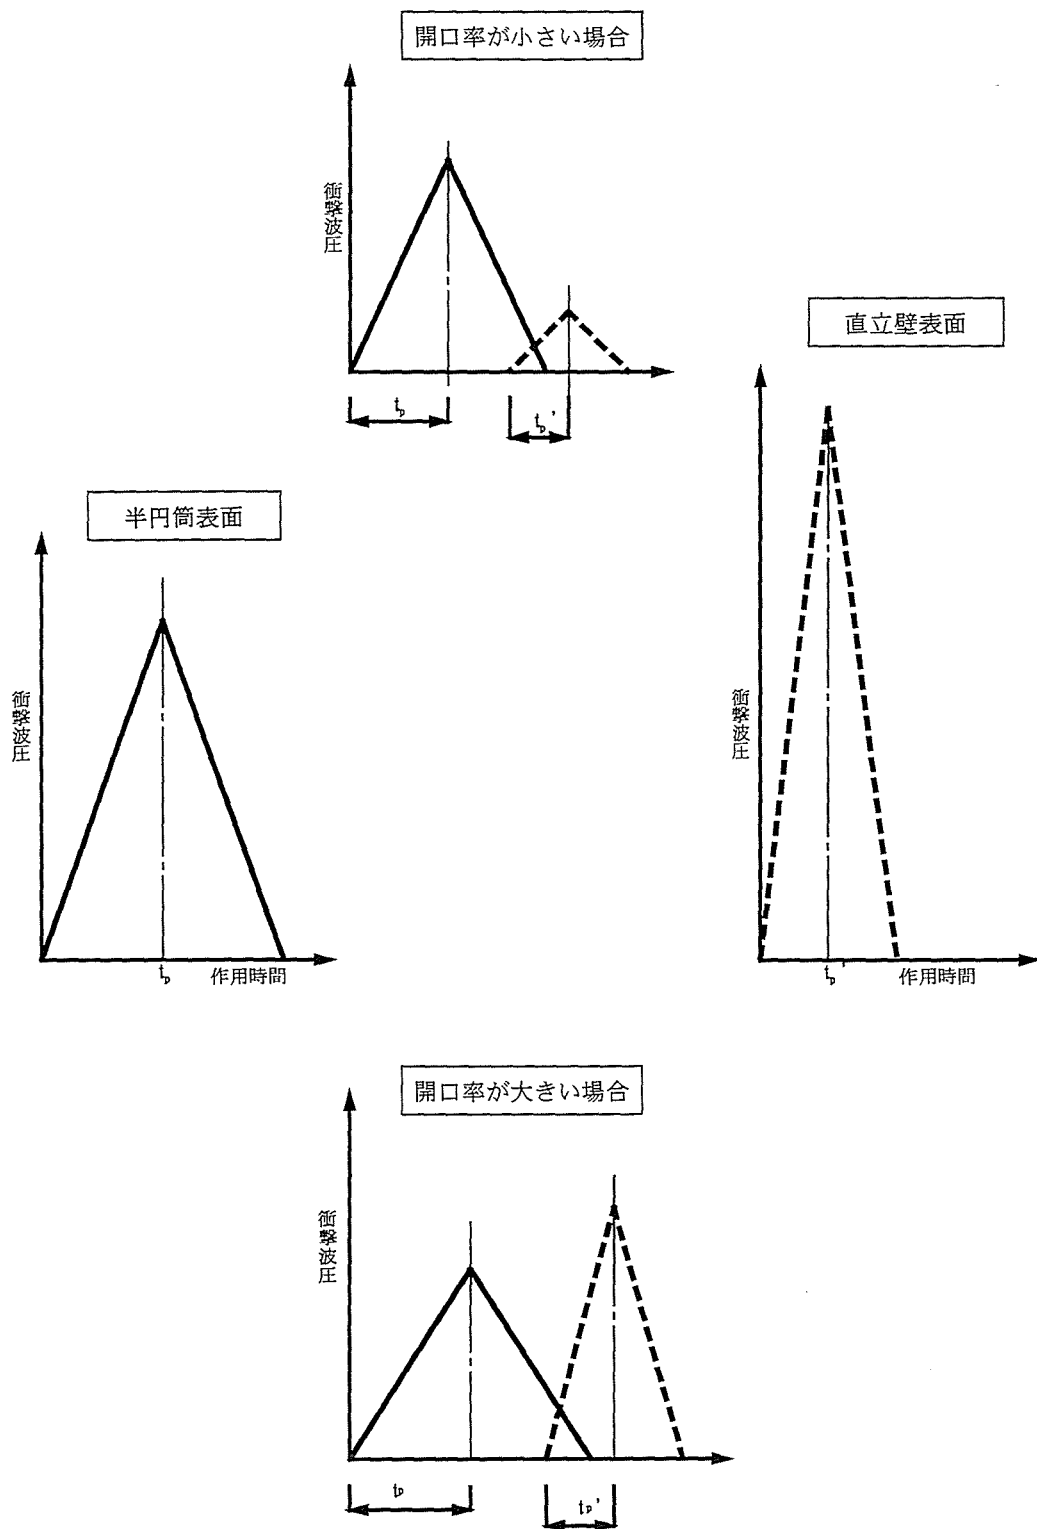 開口率が小さい場合
衝撃波圧
tp
tp'
直立壁表面
衝撃波圧
tp'
作用時間
半円筒表面
衝撃波圧
tp
作用時間
開口率が大きい場合
衝撃波圧
tp
tp'